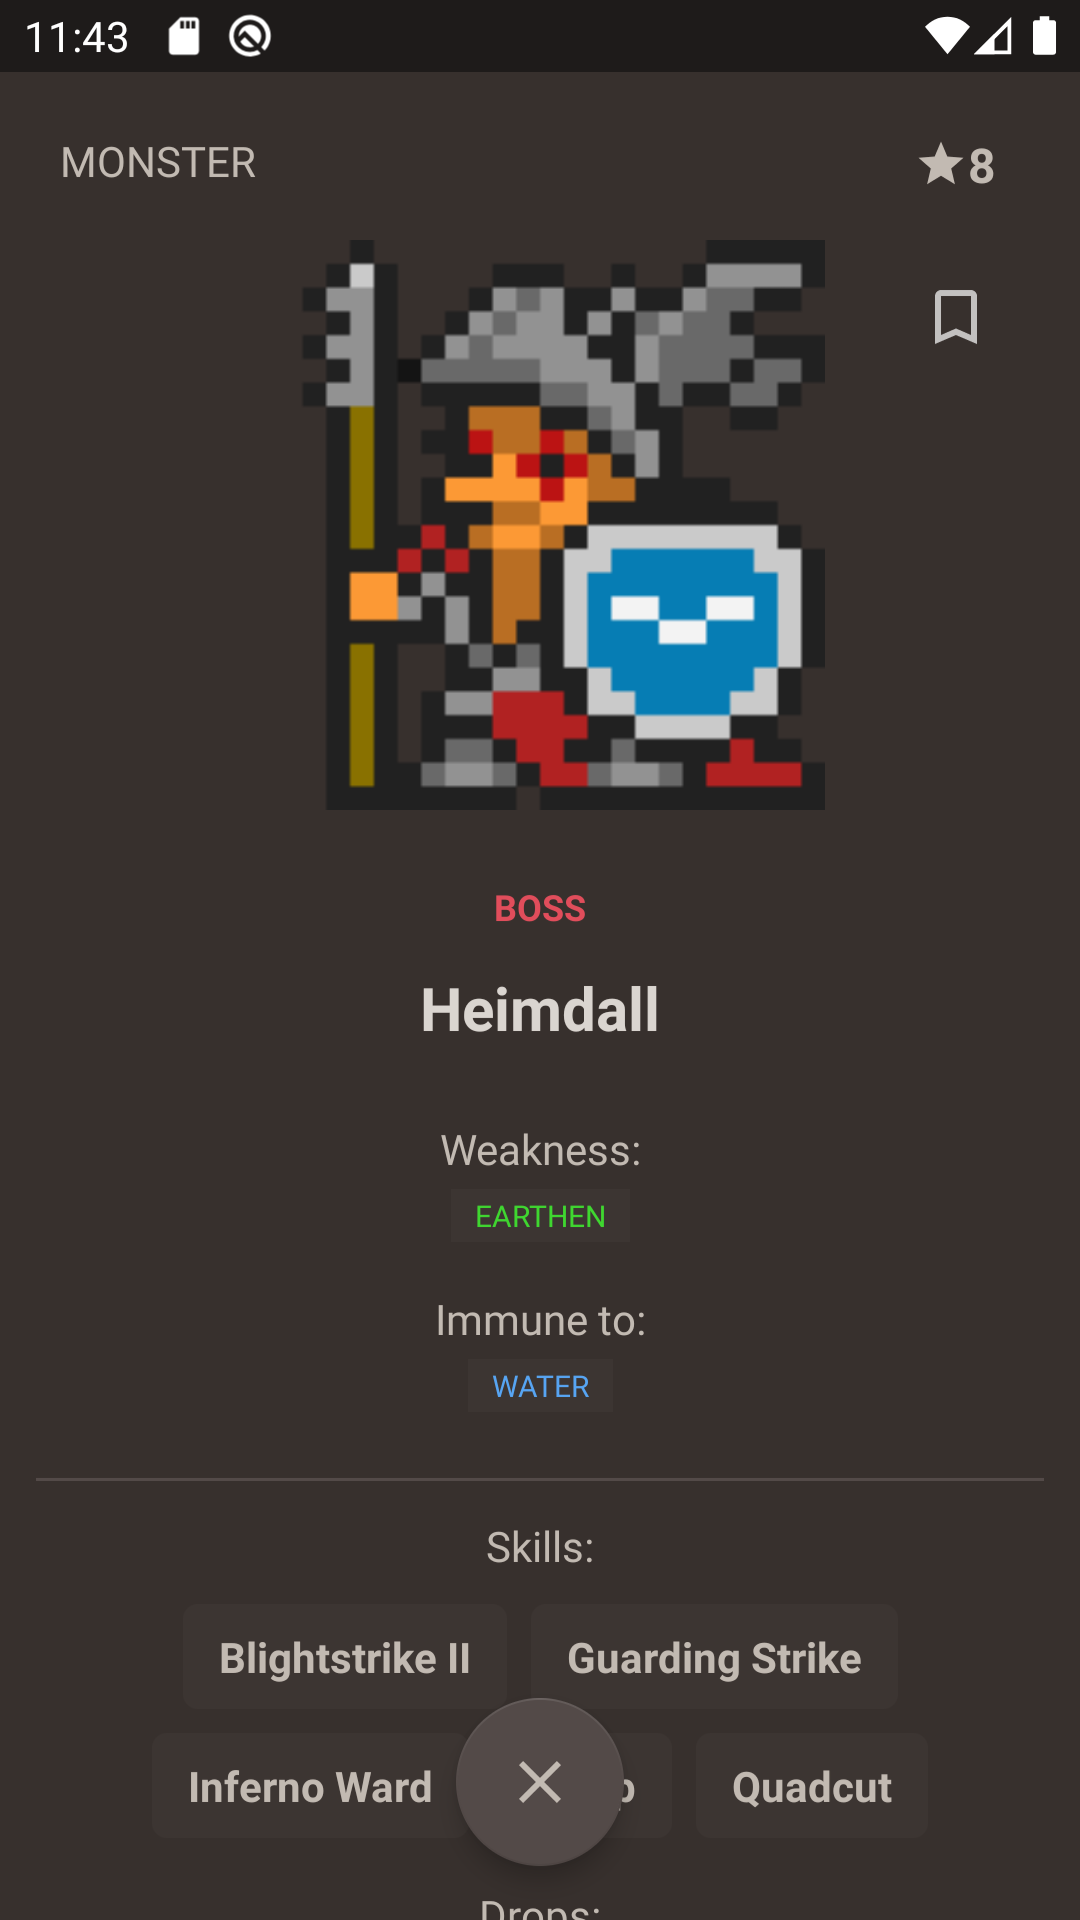 11:43
MONSTER
8
BOSS
Heimdall
Weakness:
EARTHEN
Immune to:
WATER
Skills:
Blightstrike II Guarding Strike
Inferno Ward Quadcut
Drops: